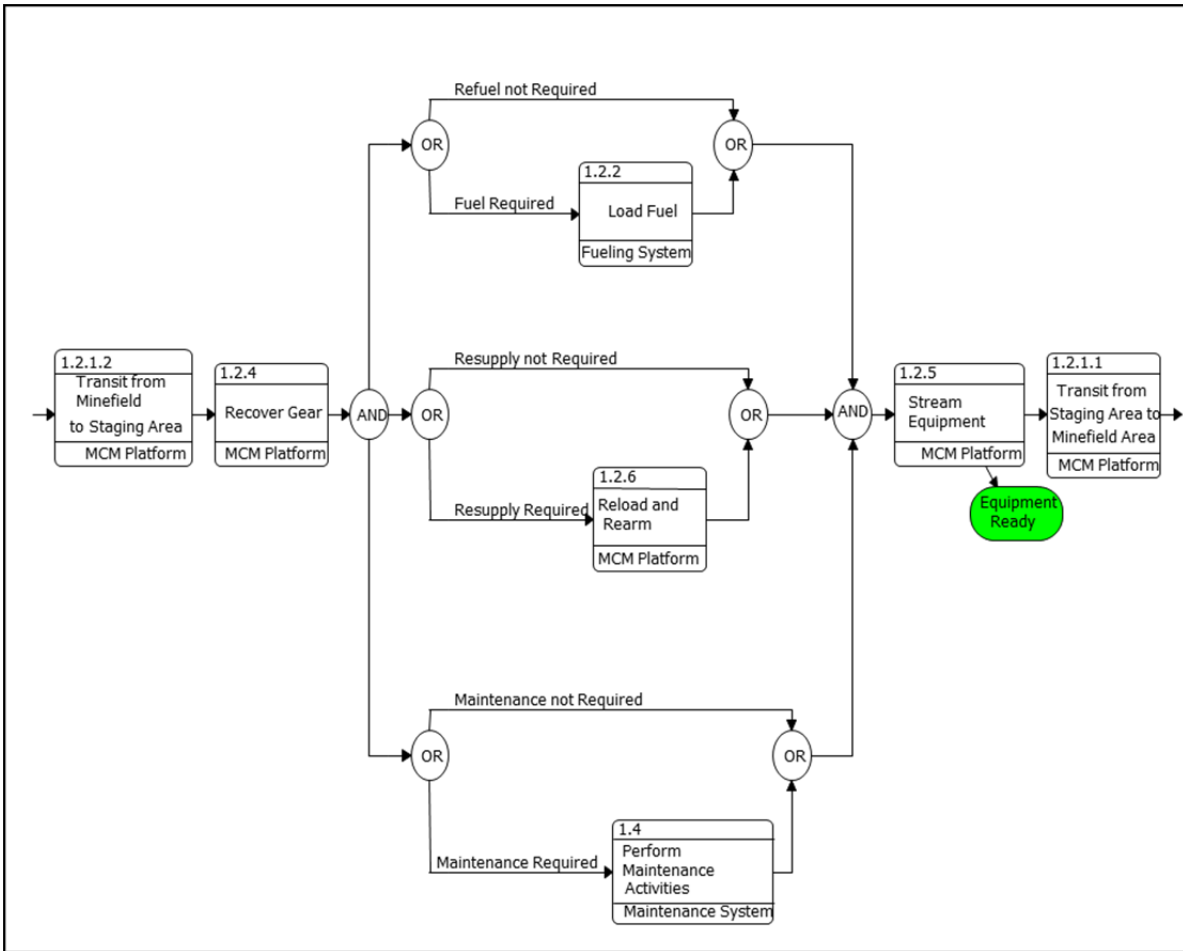 Refuel not Required
OR
OR
1.2.2
Load Fuel
Fueling System
Fuel Required
1.2.1.2
Transit from
Minefield
to Staging Area
MCM Platform
1.2.4
Recover Gear
MCM Platform
AND
Resupply not Required
OR
OR
1.2.6
Reload and
Rearm
MCM Platform
Resupply Required
AND
1.2.5
Stream
Equipment
MCM Platform
Equipment
Ready
1.2.1.1
Transit from
Staging Area to
Minefield Area
MCM Platform
Maintenance not Required
OR
OR
1.4
Perform
Maintenance
Activities
Maintenance System
Maintenance Required